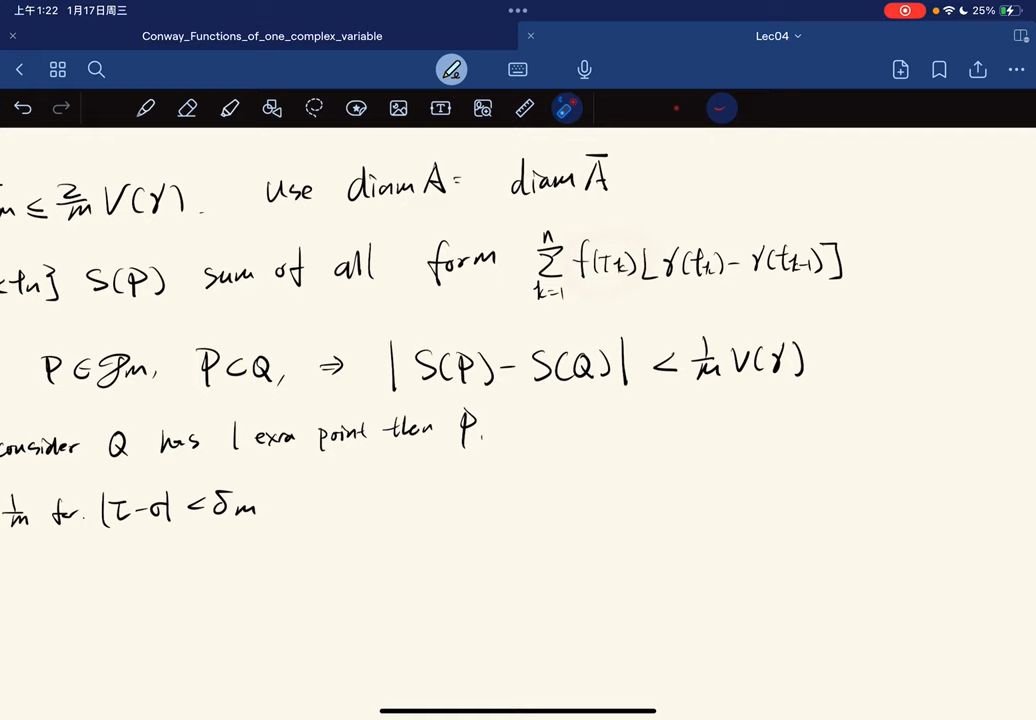 上午1:22 1月17日周三
25%
Conway_Functions_of_one_complex_variable
Lec04
m ≤ 2/m V(γ). Use diam A = diam A̅
< tn} S(P) sum of all form ∑_{k=1}^{n} f(τk)[γ(tk) - γ(tk-1)]
P ∈ 𝒫m, P ⊂ Q, ⇒ |S(P) - S(Q)| < 1/m V(γ)
consider Q has 1 exra point then P.
1/m for. |τ-σ| < δm